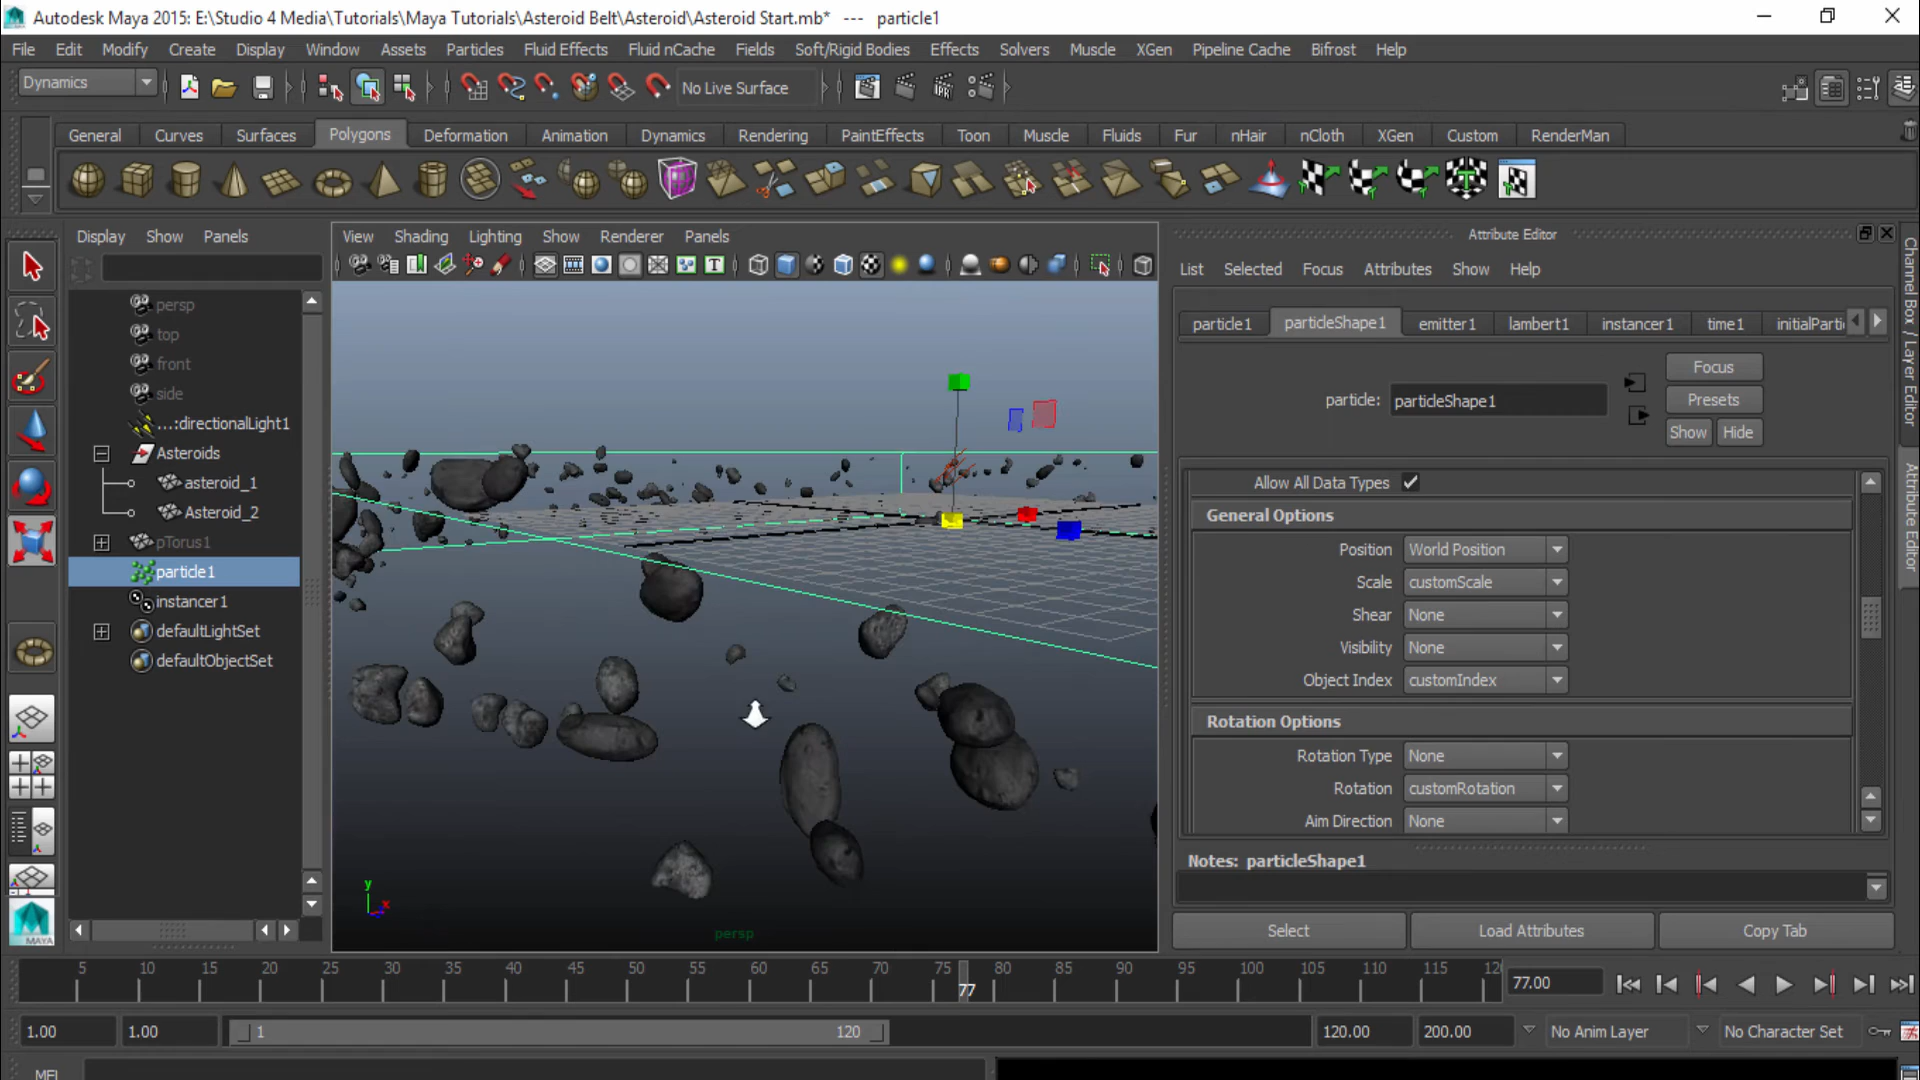 Autodesk Maya 2015: E:\Studio 4 Media\Tutorials\Maya Tutorials\Asteroid Belt\Asteroid\Asteroid Start.mb* --- particle1
File Edit Modify Create Display Window Assets Particles Fluid Effects Fluid nCache Fields Soft/Rigid Bodies Effects Solvers Muscle XGen Pipeline Cache Bifrost Help
Dynamics No Live Surface IPR
General Curves Surfaces Polygons Deformation Animation Dynamics Rendering PaintEffects Toon Muscle Fluids Fur nHair nCloth XGen Custom RenderMan
Display Show Panels
View Shading Lighting Show Renderer Panels
persp
top
front
side
...:directionalLight1
Asteroids
asteroid_1
Asteroid_2
pTorus1
particle1
instancer1
defaultLightSet
defaultObjectSet
MAYA
y
x
persp
Attribute Editor
List Selected Focus Attributes Show Help
particle1 particleShape1 emitter1 lambert1 instancer1 time1 initialParti
particle: particleShape1
Focus
Presets
Show Hide
Allow All Data Types
General Options
Position World Position
Scale customScale
Shear None
Visibility None
Object Index customIndex
Rotation Options
Rotation Type None
Rotation customRotation
Aim Direction None
Notes: particleShape1
Select Load Attributes Copy Tab
Channel Box / Layer Editor
Attribute Editor
5 10 15 20 25 30 35 40 45 50 55 60 65 70 75 80 85 90 95 100 105 110 115 12
77
77.00
1.00 1.00 1 120 120.00 200.00 No Anim Layer No Character Set
MEL